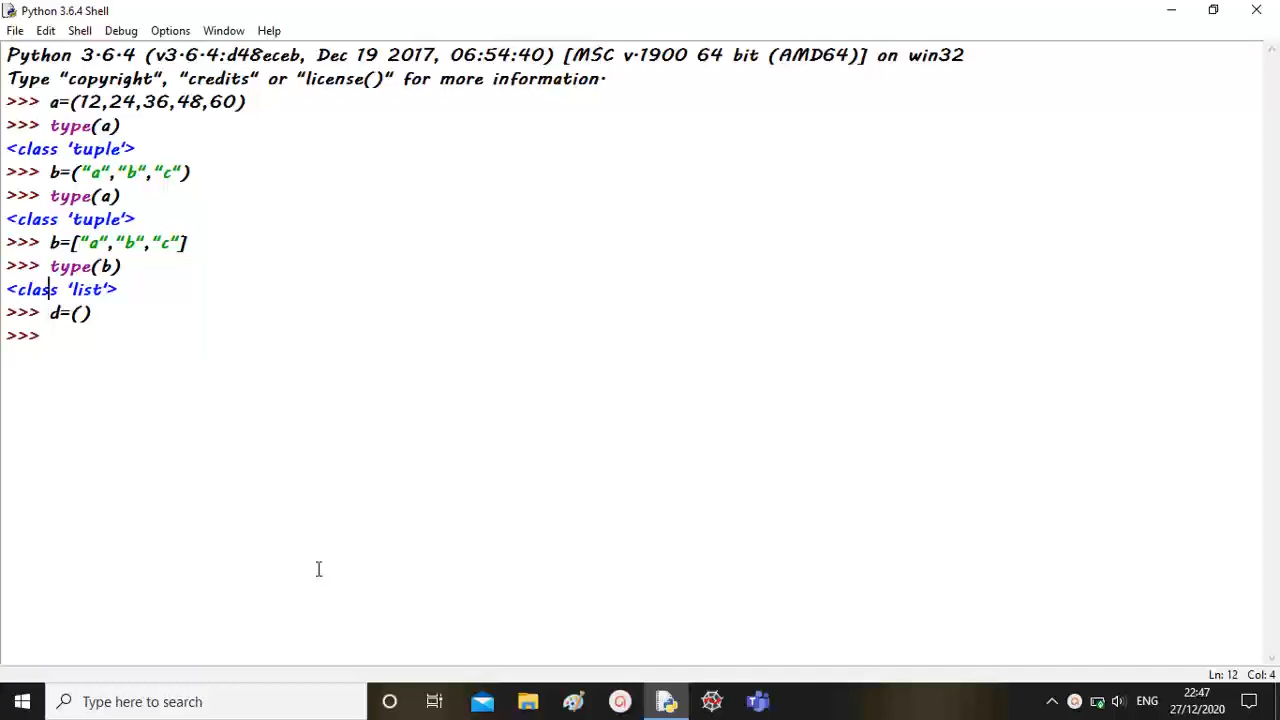 Python 3.6.4 Shell
File Edit Shell Debug Options Window Help
Python 3.6.4 (v3.6.4:d48eceb, Dec 19 2017, 06:54:40) [MSC v.1900 64 bit (AMD64)] on win32
Type "copyright", "credits" or "license()" for more information.
>>> a=(12,24,36,48,60)
>>> type(a)
<class 'tuple'>
>>> b=("a","b","c")
>>> type(a)
<class 'tuple'>
>>> b=["a","b","c"]
>>> type(b)
<class 'list'>
>>> d=()
>>>
Ln: 12 Col: 4
Type here to search
ENG
22:47
27/12/2020